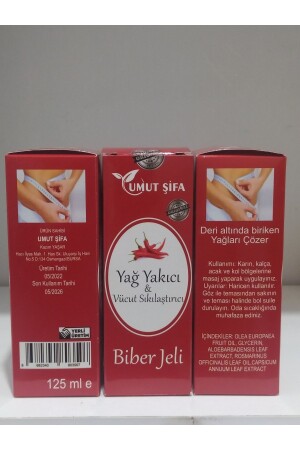 ÜRÜN SAHİBİ
UMUT ŞİFA
YAŞAR
Osmangazi/BURSA
Üretim Tarihi
05/2022
Son Kullanım Tarihi
05/2026
YERLİ
ÜRETİM
125 ml e
UMUT ŞİFA
Yağ Yakıcı
&
Vücut Sıkılaştırıcı
Biber Jeli
Deri altında biriken
Yağları Çözer
Kullanımı: Karın, kalça,
acak ve kol bölgelerine
masaj yaparak uygulayınız.
Uyarılar: Haricen kullanılır.
Göz ile temasından sakının
ve teması halinde bol suile
durulayın. Oda sıcaklığında
muhafaza ediniz.
İÇİNDEKİLER: OLEA EUROPAEA
FRUIT OIL, GLYCERIN,
LEAF
EXTRACT, ROSMARINUS
OFFICINALIS LEAF OIL, CAPSICUM
ANNUUM LEAF EXTRACT